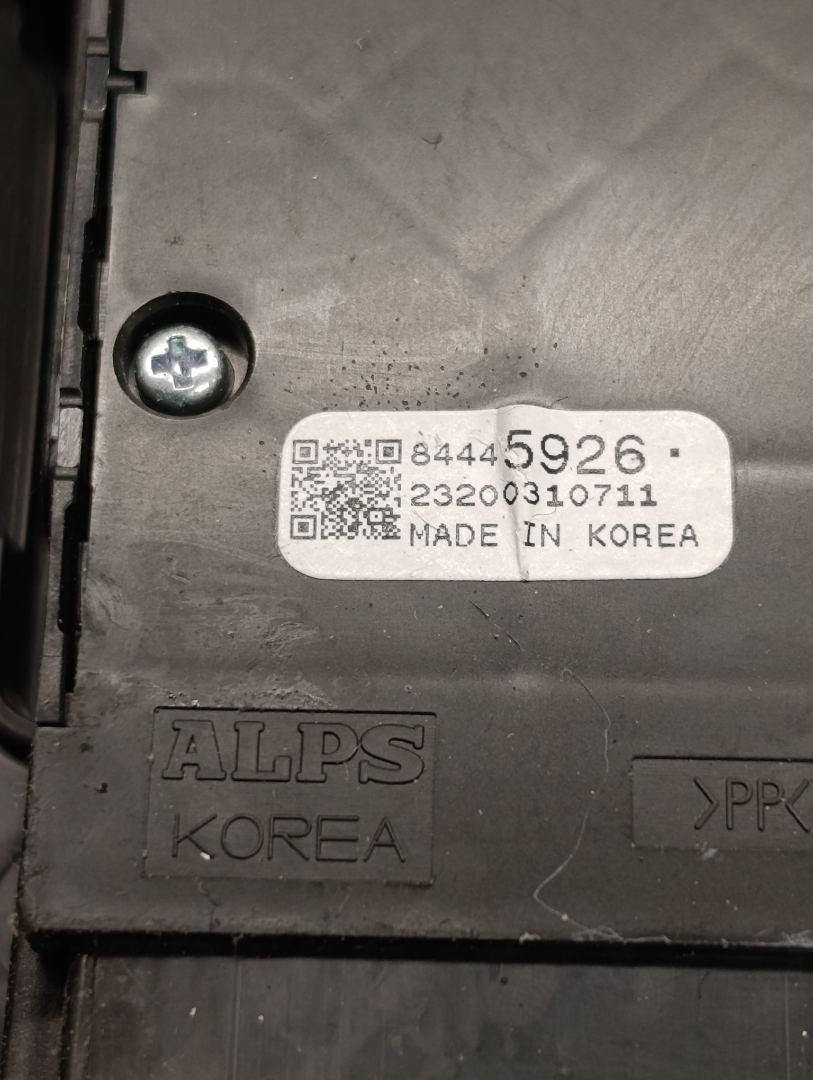 84445926
23200310711
MADE IN KOREA
ALPS
KOREA
>PP<